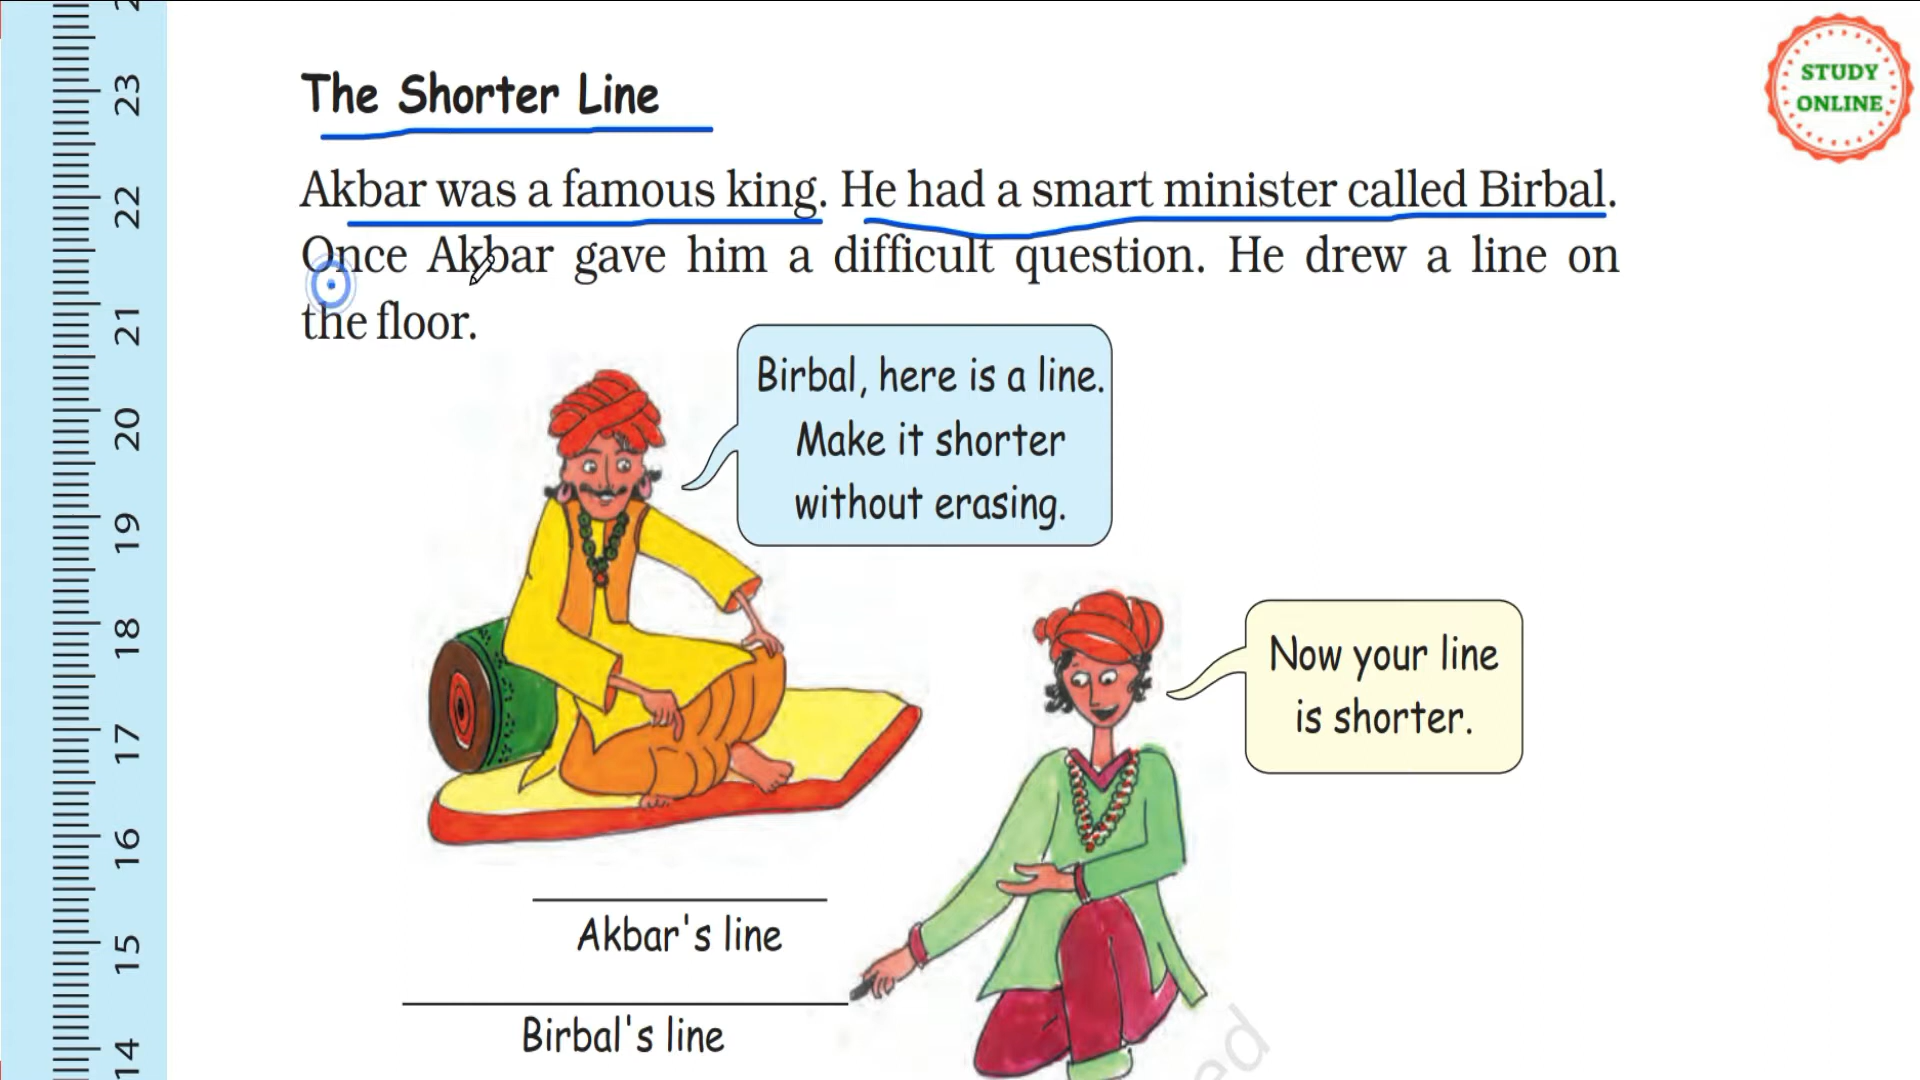 The Shorter Line
STUDY
ONLINE
Akbar was a famous king. He had a smart minister called Birbal.
Once Akbar gave him a difficult question. He drew a line on
the floor.
Birbal, here is a line.
Make it shorter
without erasing.
Now your line
is shorter.
Akbar's line
Birbal's line
23
22
21
20
19
18
17
16
15
14